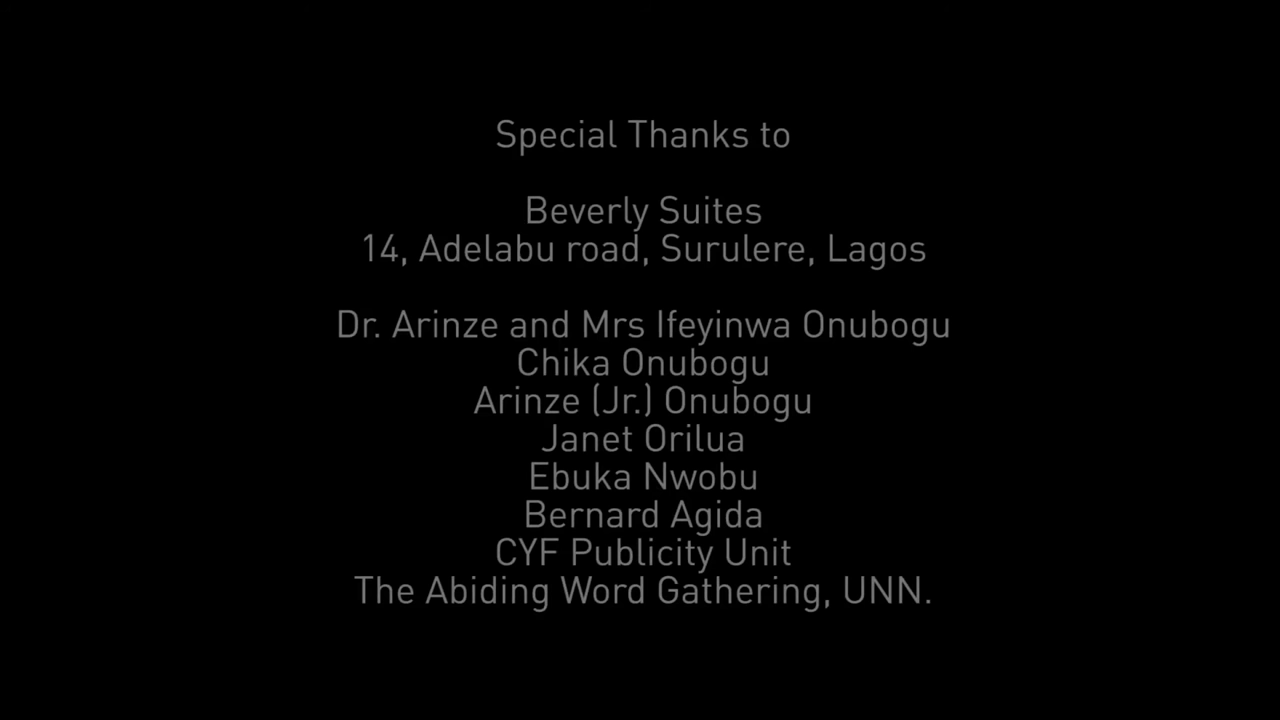 Special Thanks to
Beverly Suites
14, Adelabu road, Surulere, Lagos
Dr. Arinze and Mrs Ifeyinwa Onubogu
Chika Onubogu
Arinze (Jr.) Onubogu
Janet Orilua
Ebuka Nwobu
Bernard Agida
CYF Publicity Unit
The Abiding Word Gathering, UNN.